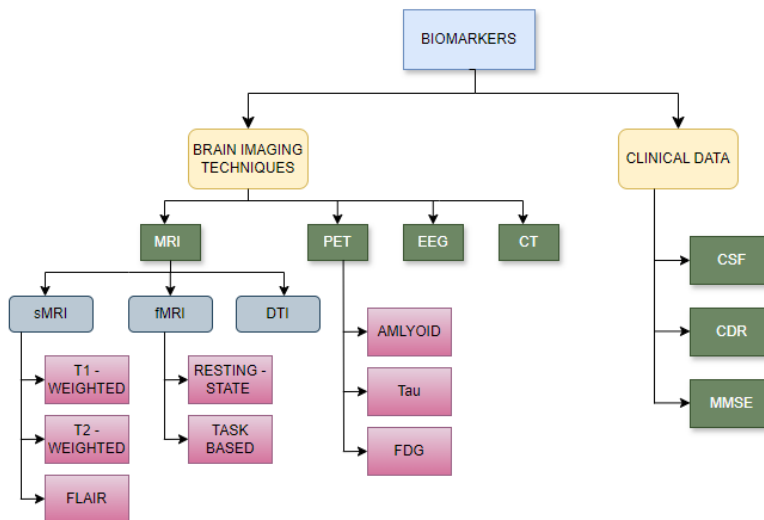 BIOMARKERS
BRAIN IMAGING
TECHNIQUES
CLINICAL DATA
MRI
PET
EEG
CT
CSF
sMRI
fMRI
DTI
AMLYOID
CDR
T1 -
WEIGHTED
RESTING -
STATE
Tau
MMSE
T2 -
WEIGHTED
TASK
BASED
FDG
FLAIR